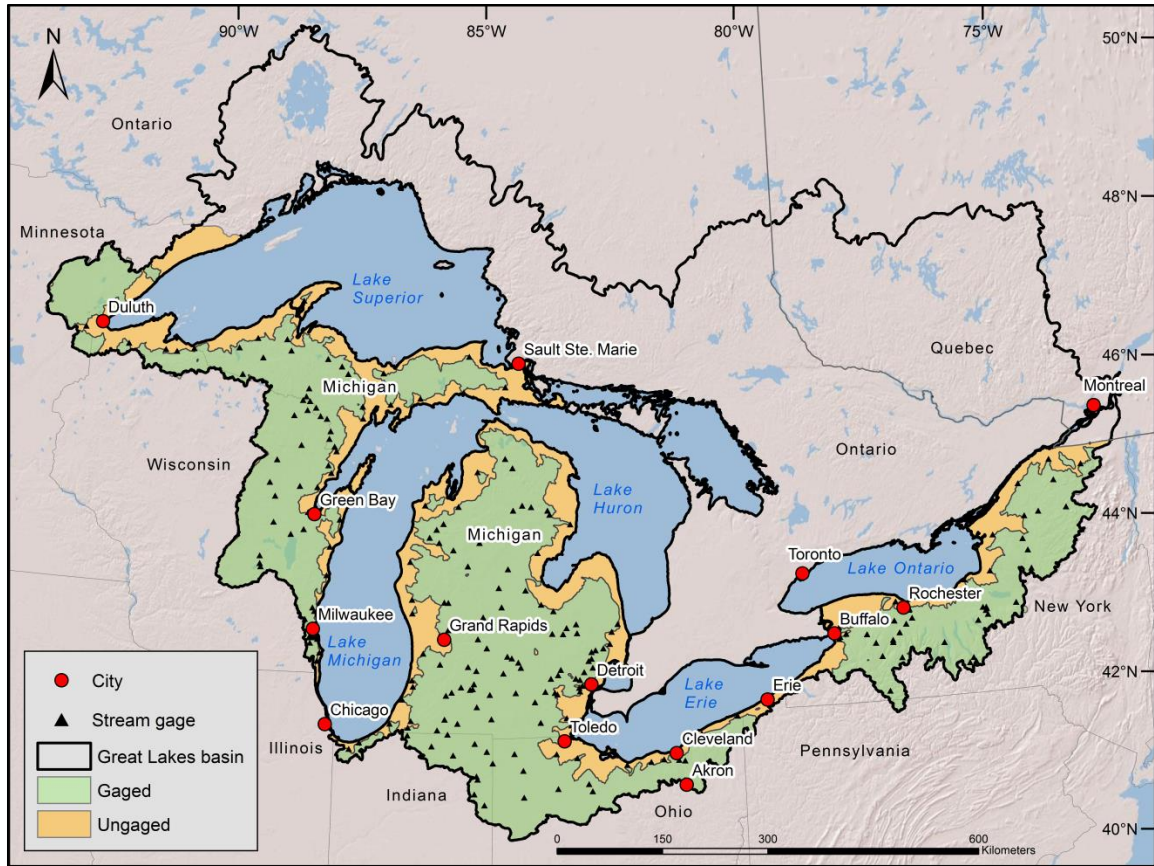 90°W
85°W
80°W
75°W
N
50°N
Ontario
48°N
Minnesota
Lake
Superior
Duluth
Sault Ste. Marie
Quebec
46°N
Michigan
Montreal
Wisconsin
Ontario
Green Bay
Lake
Huron
44°N
Michigan
Toronto
Lake Ontario
Rochester
New York
Milwaukee
Grand Rapids
Buffalo
Lake
Michigan
Detroit
42°N
Lake
Erie
Erie
Chicago
Toledo
Cleveland
Illinois
Pennsylvania
Akron
Indiana
Ohio
40°N
City
Stream gage
Great Lakes basin
Gaged
Ungaged
0 150 300 600
Kilometers